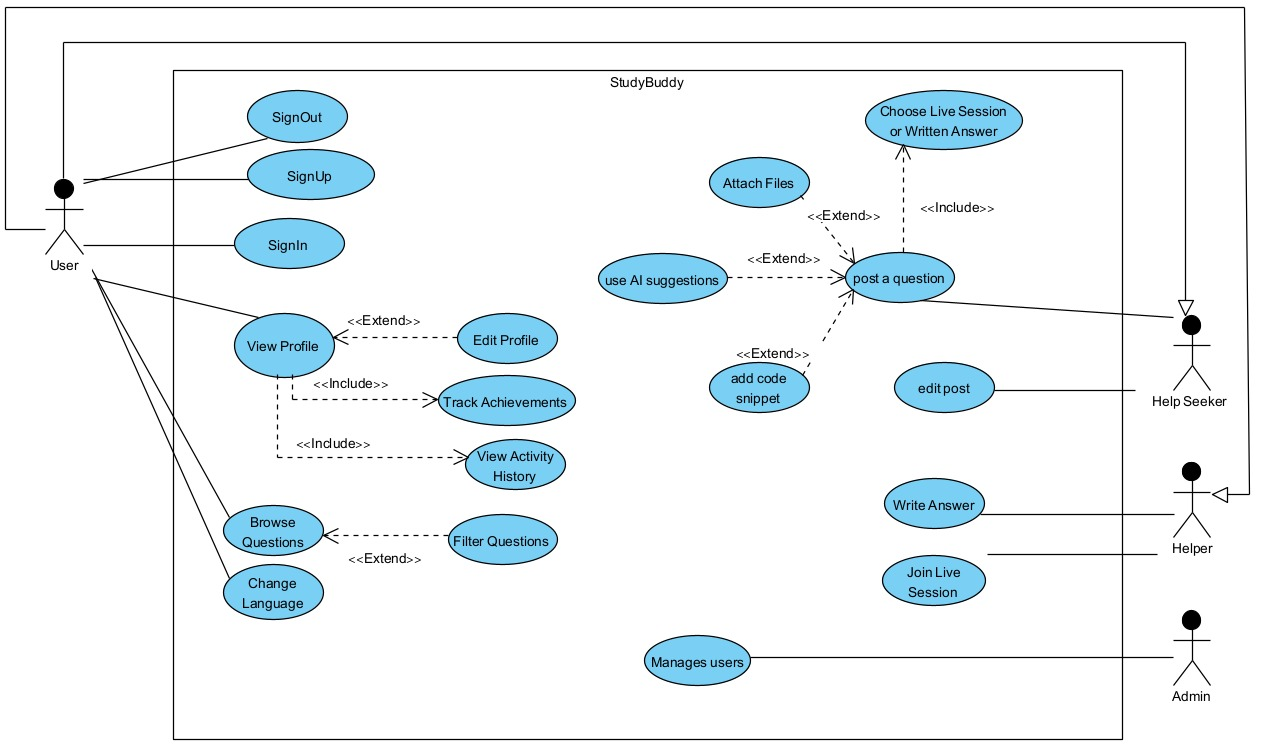 StudyBuddy
SignOut
SignUp
SignIn
User
View Profile
<<Extend>>
Edit Profile
<<Include>>
Track Achievements
<<Include>>
View Activity
History
Browse
Questions
<<Extend>>
Filter Questions
Change
Language
Choose Live Session
or Written Answer
Attach Files
<<Extend>>
<<Include>>
use AI suggestions
<<Extend>>
post a question
<<Extend>>
add code
snippet
edit post
Help Seeker
Write Answer
Helper
Join Live
Session
Manages users
Admin